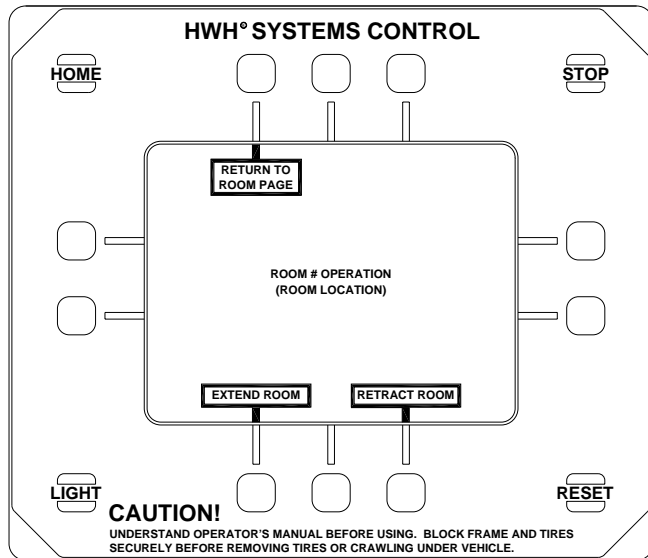 HWH® SYSTEMS CONTROL
HOME
STOP
RETURN TO
ROOM PAGE
ROOM # OPERATION
(ROOM LOCATION)
EXTEND ROOM
RETRACT ROOM
LIGHT
RESET
CAUTION!
UNDERSTAND OPERATOR'S MANUAL BEFORE USING. BLOCK FRAME AND TIRES
SECURELY BEFORE REMOVING TIRES OR CRAWLING UNDER VEHICLE.